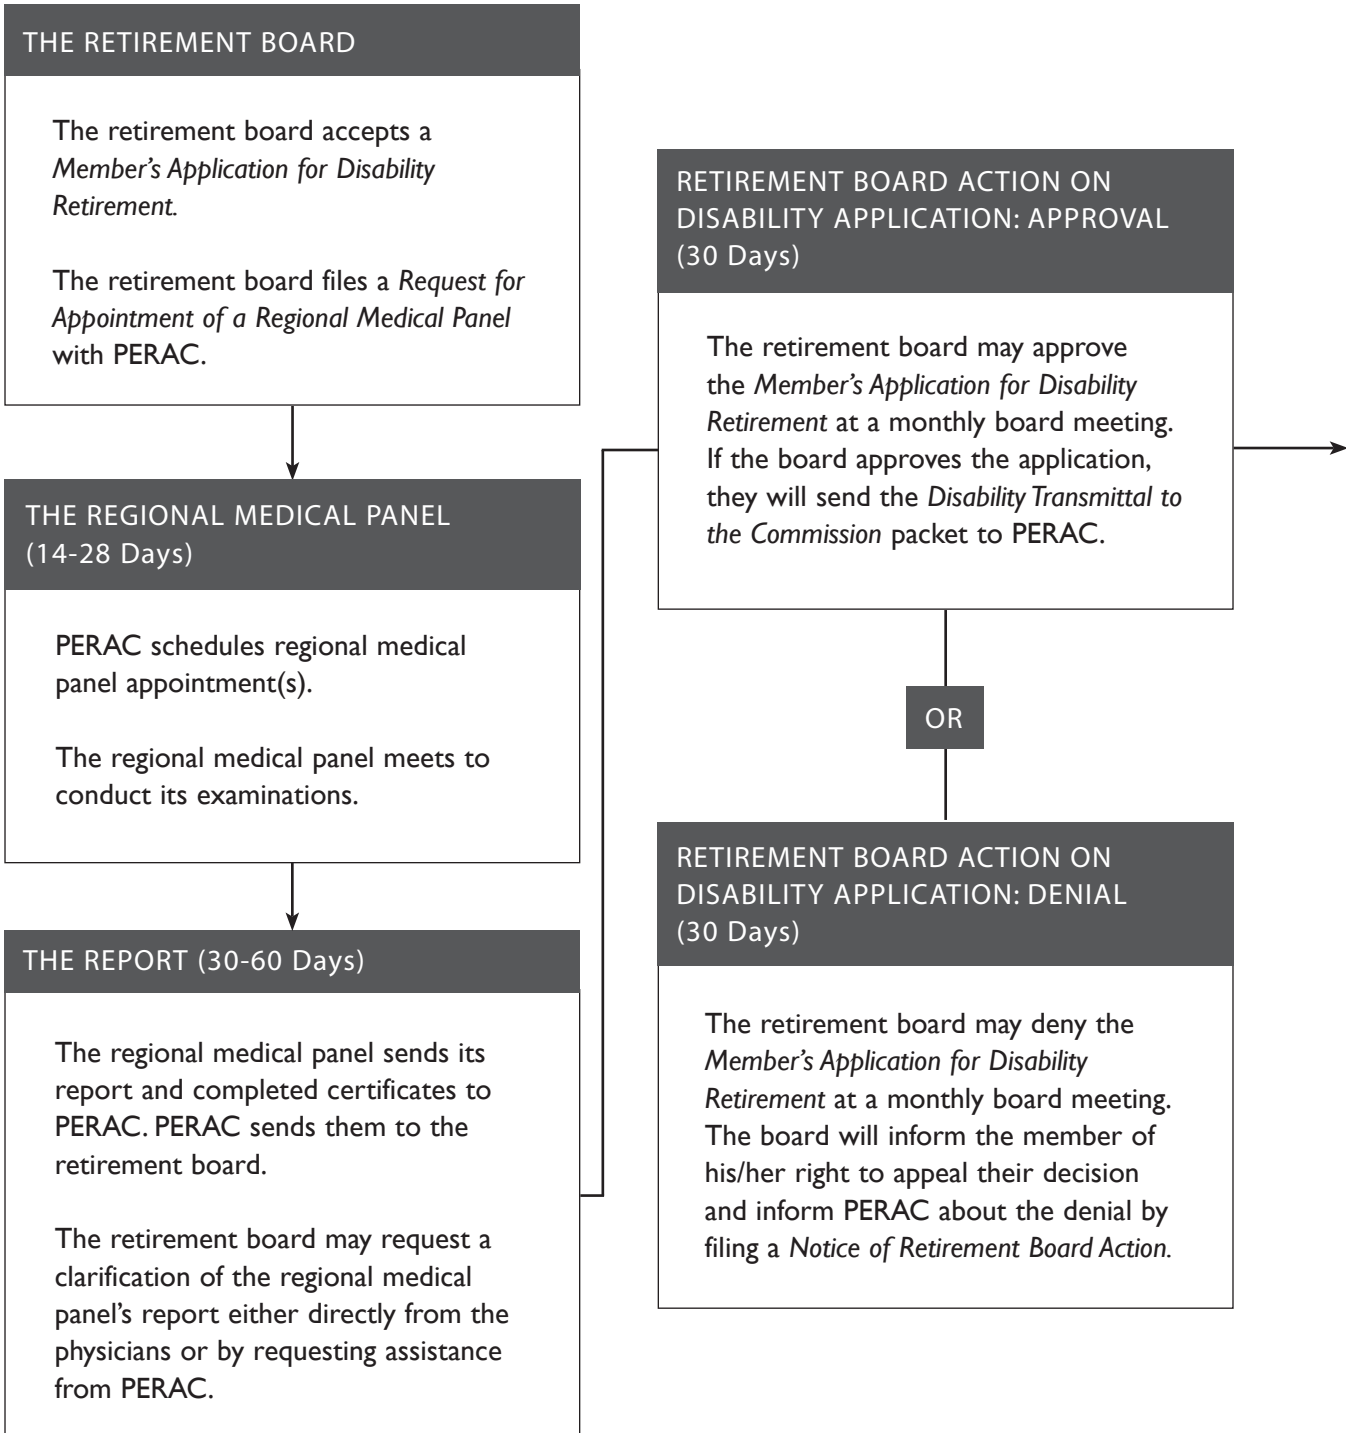 THE RETIREMENT BOARD
The retirement board accepts a
Member’s Application for Disability
Retirement.
The retirement board files a Request for
Appointment of a Regional Medical Panel
with PERAC.
THE REGIONAL MEDICAL PANEL
(14-28 Days)
PERAC schedules regional medical
panel appointment(s).
The regional medical panel meets to
conduct its examinations.
THE REPORT (30-60 Days)
The regional medical panel sends its
report and completed certificates to
PERAC. PERAC sends them to the
retirement board.
The retirement board may request a
clarification of the regional medical
panel’s report either directly from the
physicians or by requesting assistance
from PERAC.
RETIREMENT BOARD ACTION ON
DISABILITY APPLICATION: APPROVAL
(30 Days)
The retirement board may approve
the Member’s Application for Disability
Retirement at a monthly board meeting.
If the board approves the application,
they will send the Disability Transmittal to
the Commission packet to PERAC.
OR
RETIREMENT BOARD ACTION ON
DISABILITY APPLICATION: DENIAL
(30 Days)
The retirement board may deny the
Member’s Application for Disability
Retirement at a monthly board meeting.
The board will inform the member of
his/her right to appeal their decision
and inform PERAC about the denial by
filing a Notice of Retirement Board Action.